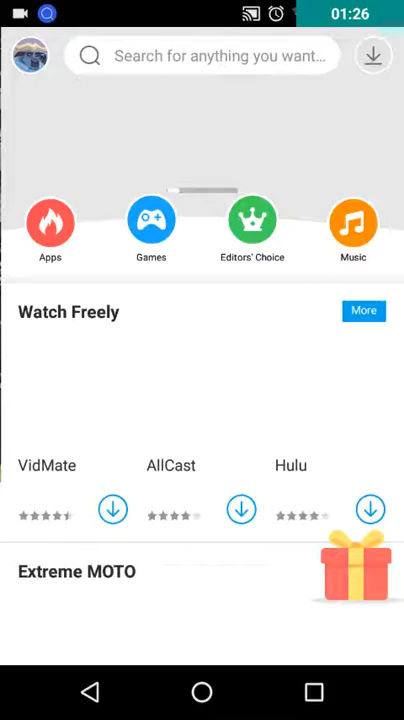 01:26
Search for anything you want...
Apps
Games
Editors' Choice
Music
Watch Freely
More
VidMate
AllCast
Hulu
Extreme MOTO